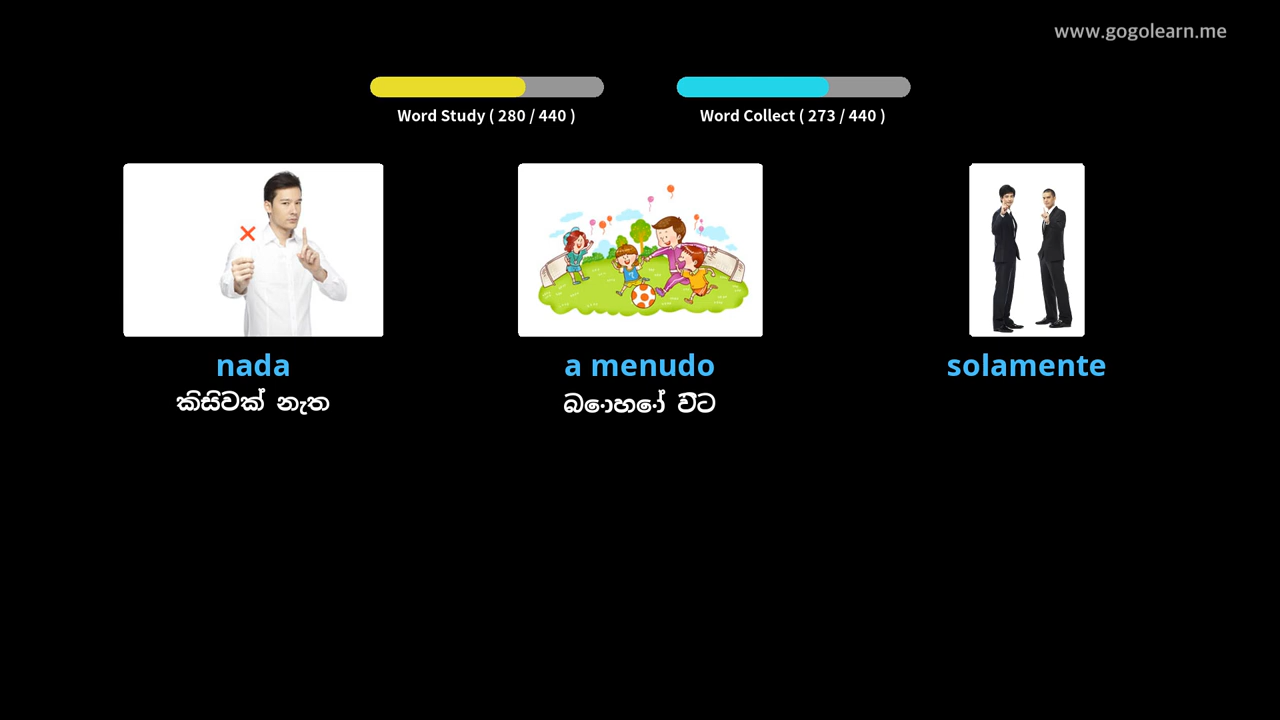 www.gogolearn.me
Word Study ( 280 / 440 )
Word Collect ( 273 / 440 )
nada
a menudo
solamente
කිසිවක් නැත
බොහෝ විට